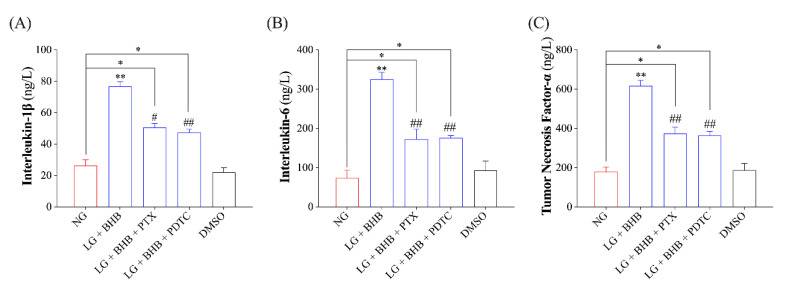 (A)
Interleukin-1β (ng/L)
100
80
60
40
20
0
*
*
**
#
##
NG
LG + BHB
LG + BHB + PTX
LG + BHB + PDTC
DMSO
(B)
Interleukin-6 (ng/L)
400
300
200
100
0
*
*
**
##
##
NG
LG + BHB
LG + BHB + PTX
LG + BHB + PDTC
DMSO
(C)
Tumor Necrosis Factor-α (ng/L)
800
600
400
200
0
*
*
**
##
##
NG
LG + BHB
LG + BHB + PTX
LG + BHB + PDTC
DMSO